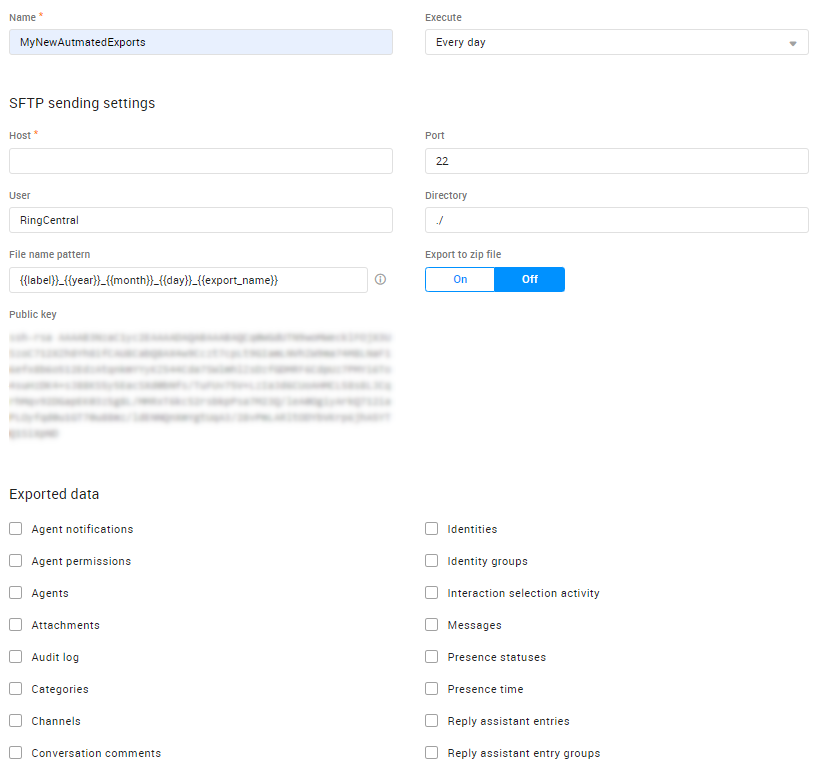 Name *
Execute
MyNewAutmatedExports
Every day
SFTP sending settings
Host *
Port
22
User
Directory
RingCentral
./
File name pattern
Export to zip file
{{label}}_{{year}}_{{month}}_{{day}}_{{export_name}}
On
Off
Public key
Exported data
Agent notifications
Identities
Agent permissions
Identity groups
Agents
Interaction selection activity
Attachments
Messages
Audit log
Presence statuses
Categories
Presence time
Channels
Reply assistant entries
Conversation comments
Reply assistant entry groups